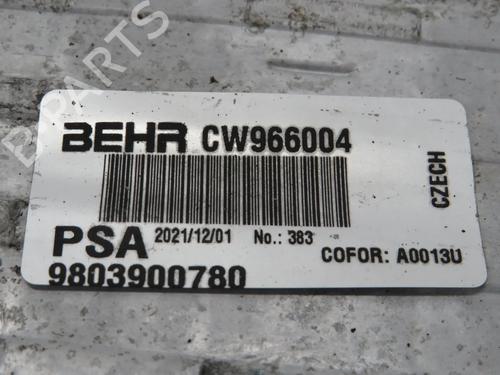 B-PARTS
BEHR CW966004
CZECH
PSA 2021/12/01 No.: 383
COFOR: A0013U
9803900780